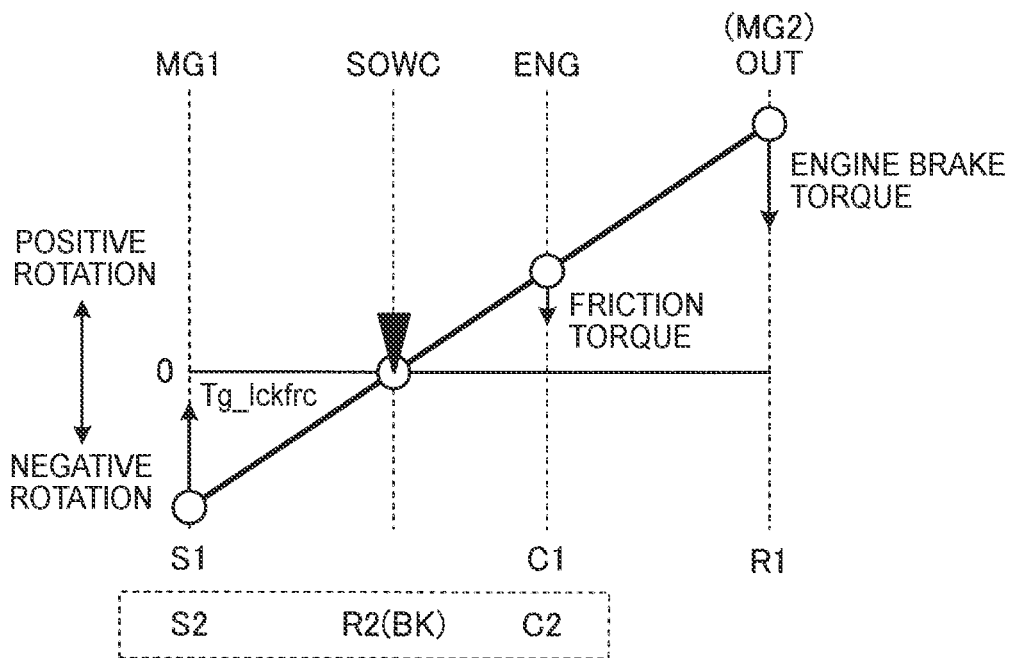 (MG2)
MG1 SOWC ENG OUT
ENGINE BRAKE
TORQUE
POSITIVE
ROTATION
FRICTION
TORQUE
0
Tg_lckfrc
NEGATIVE
ROTATION
S1 C1 R1
S2 R2(BK) C2